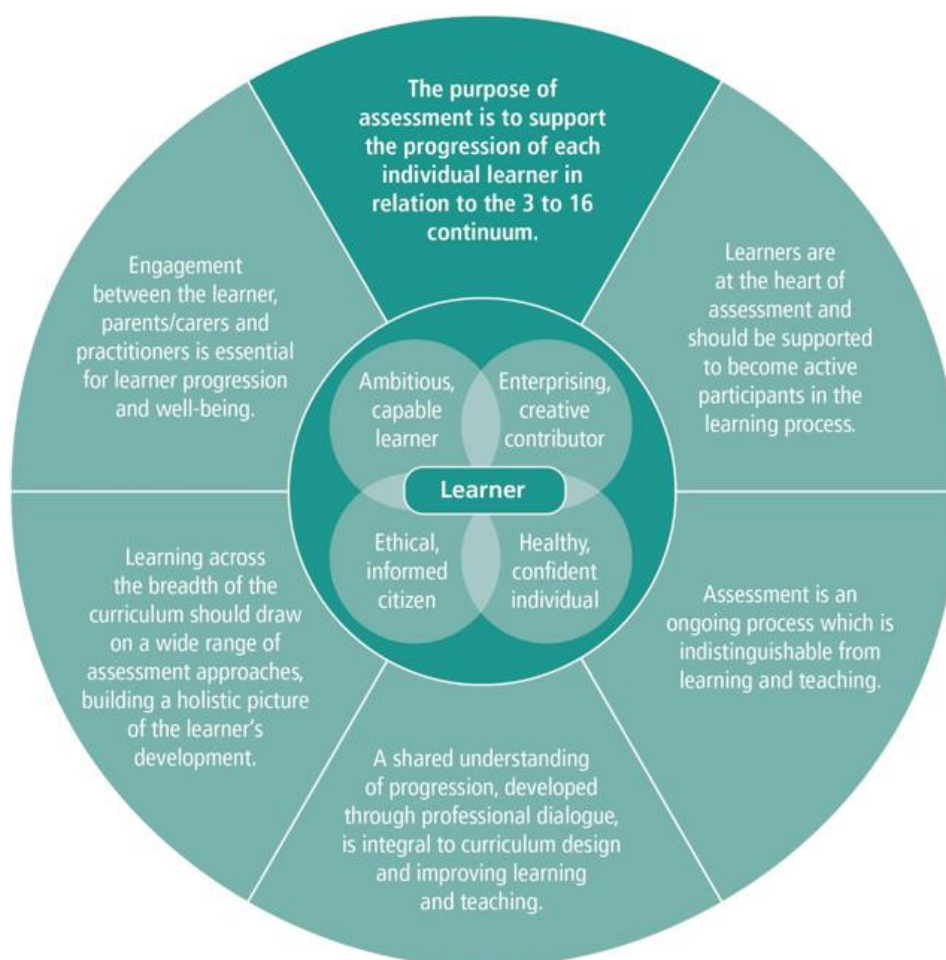 The purpose of
assessment is to support
the progression of each
individual learner in
relation to the 3 to 16
continuum.
Learners are
at the heart of
assessment and
should be supported
to become active
participants in the
learning process.
Assessment is an
ongoing process which is
indistinguishable from
learning and teaching.
A shared understanding
of progression, developed
through professional dialogue,
is integral to curriculum design
and improving learning
and teaching.
Learning across
the breadth of the
curriculum should draw
on a wide range of
assessment approaches,
building a holistic picture
of the learner’s
development.
Engagement
between the learner,
parents/carers and
practitioners is essential
for learner progression
and well-being.
Ambitious,
capable
learner
Enterprising,
creative
contributor
Learner
Ethical,
informed
citizen
Healthy,
confident
individual